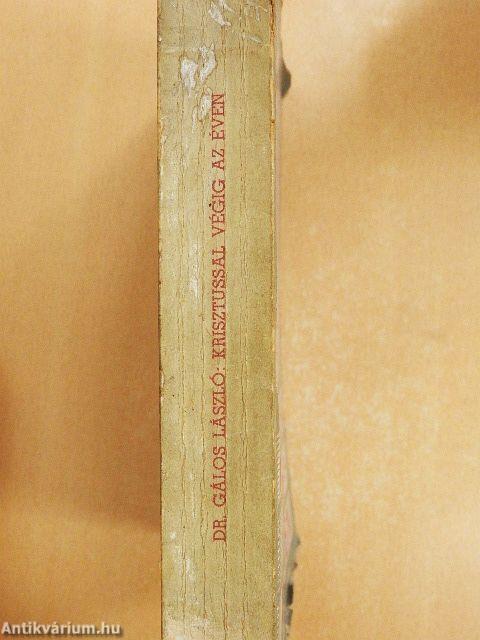 DR. GÁLOS LÁSZLÓ: KRISZTUSSAL VÉGIG AZ ÉVEN
Antikvárium.hu